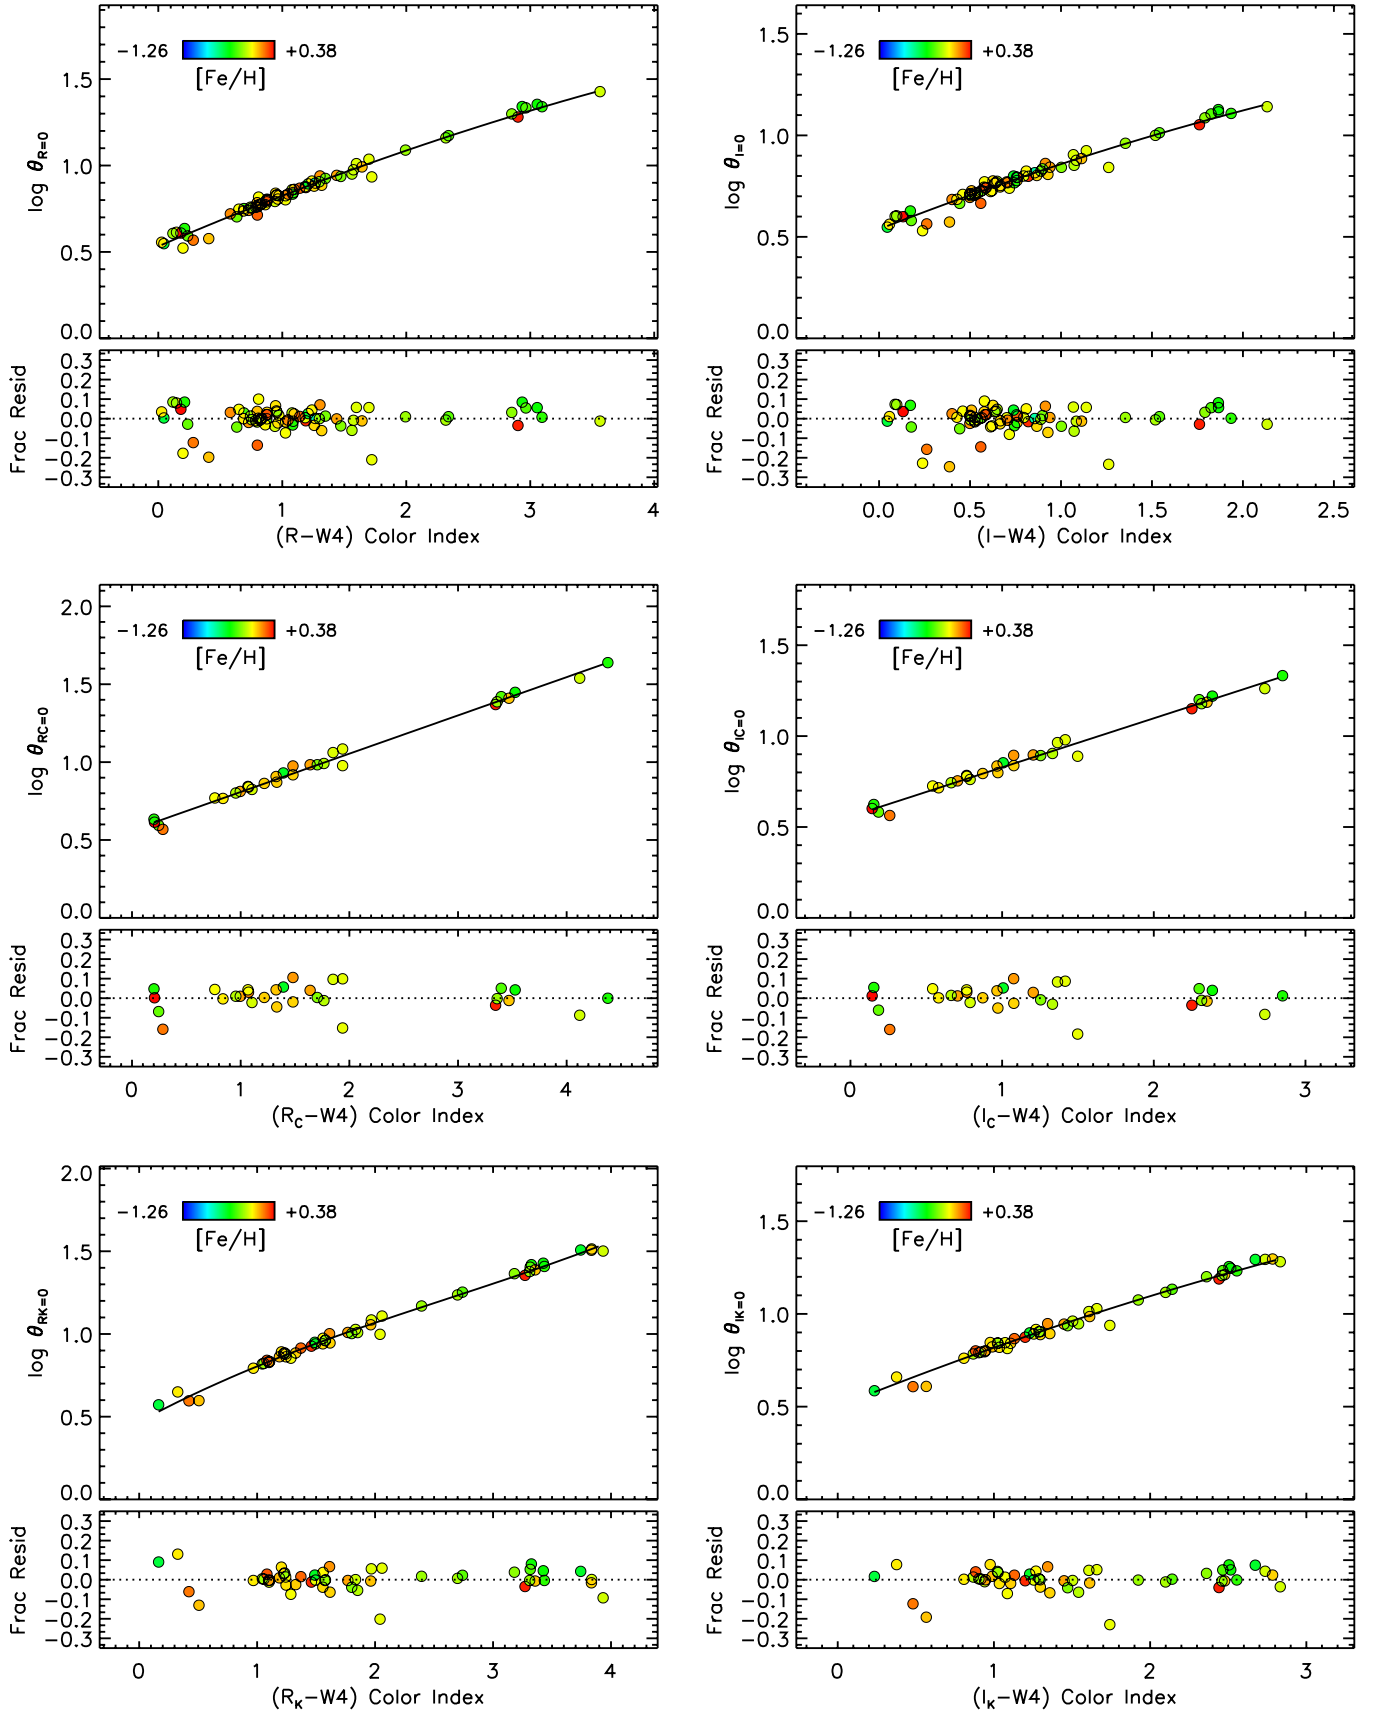 −1.26 +0.38
[Fe/H]
log θR=0
1.5
1.0
0.5
0.0
Frac Resid
0.3
0.2
0.1
0.0
−0.1
−0.2
−0.3
0 1 2 3 4
(R−W4) Color Index
−1.26 +0.38
[Fe/H]
log θI=0
1.5
1.0
0.5
0.0
Frac Resid
0.3
0.2
0.1
0.0
−0.1
−0.2
−0.3
0.0 0.5 1.0 1.5 2.0 2.5
(I−W4) Color Index
−1.26 +0.38
[Fe/H]
log θRC=0
2.0
1.5
1.0
0.5
0.0
Frac Resid
0.3
0.2
0.1
0.0
−0.1
−0.2
−0.3
0 1 2 3 4
(RC−W4) Color Index
−1.26 +0.38
[Fe/H]
log θIC=0
1.5
1.0
0.5
0.0
Frac Resid
0.3
0.2
0.1
0.0
−0.1
−0.2
−0.3
0 1 2 3
(IC−W4) Color Index
−1.26 +0.38
[Fe/H]
log θRK=0
2.0
1.5
1.0
0.5
0.0
Frac Resid
0.3
0.2
0.1
0.0
−0.1
−0.2
−0.3
0 1 2 3 4
(RK−W4) Color Index
−1.26 +0.38
[Fe/H]
log θIK=0
1.5
1.0
0.5
0.0
Frac Resid
0.3
0.2
0.1
0.0
−0.1
−0.2
−0.3
0 1 2 3
(IK−W4) Color Index